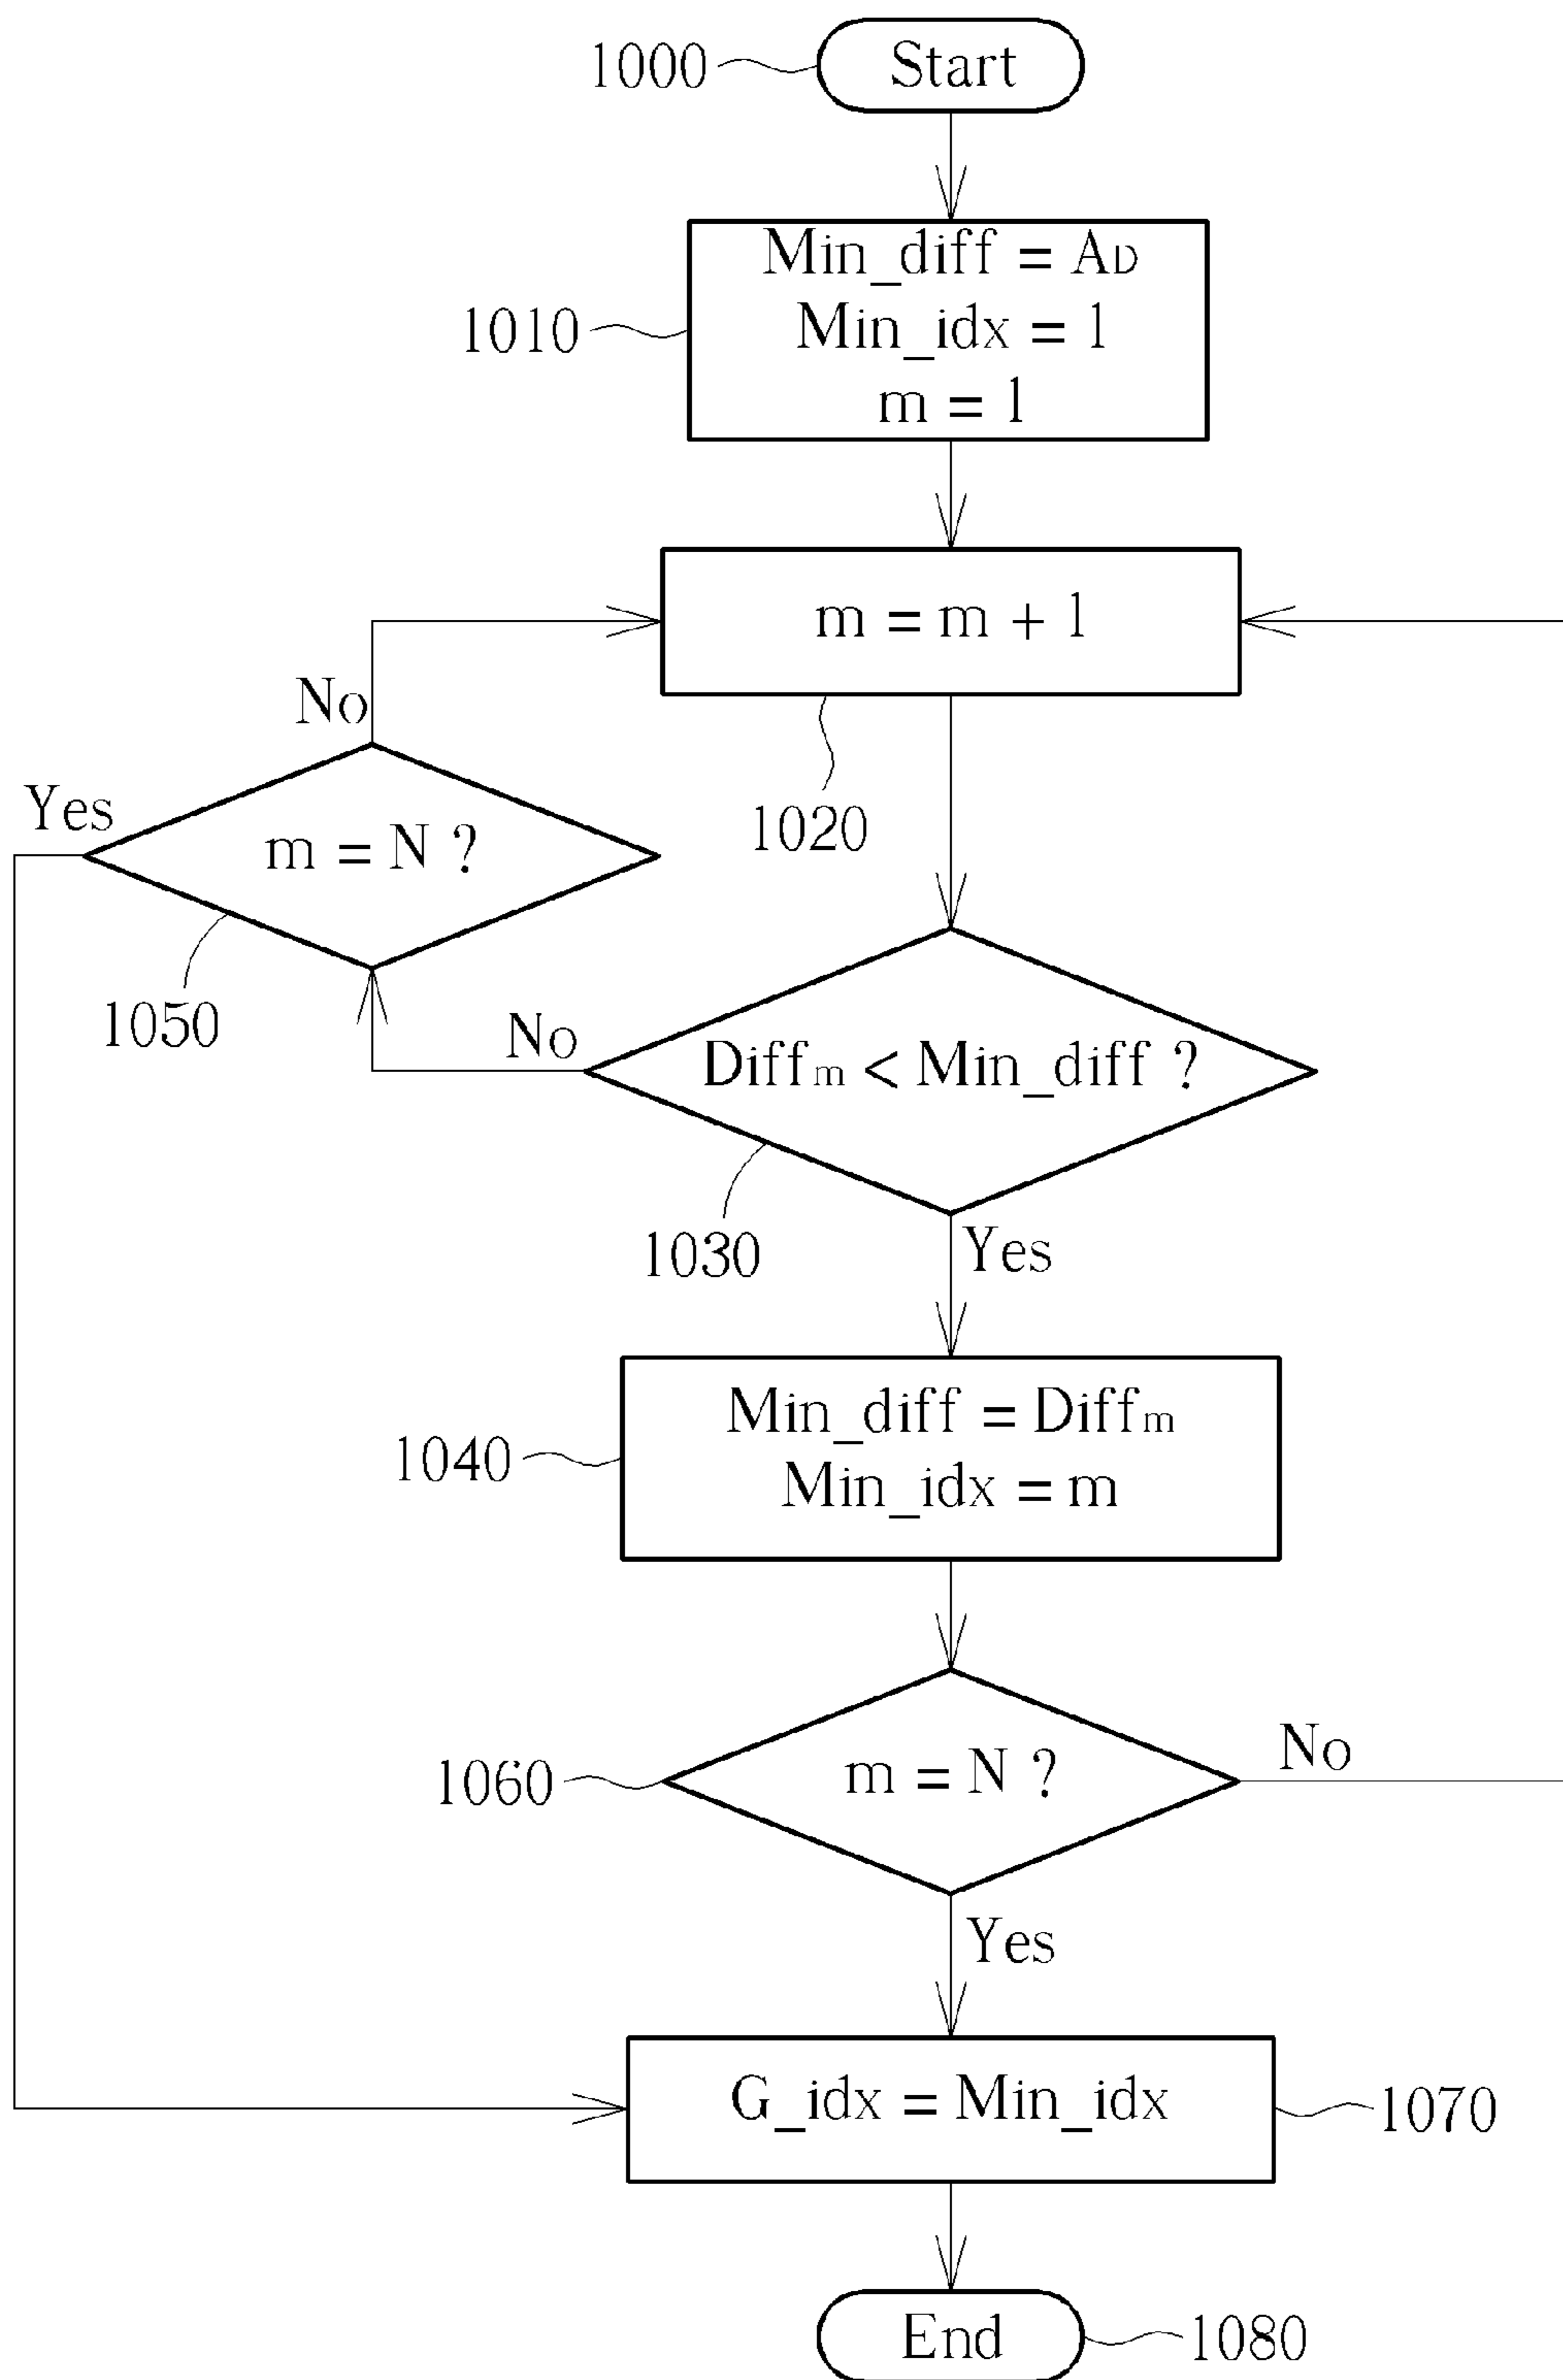 1000
Start
1010
Min_diff = AD
Min_idx = 1
m = 1
m = m + 1
1020
No
Yes
m = N ?
1050
No
Diffm < Min_diff ?
1030
Yes
1040
Min_diff = Diffm
Min_idx = m
1060
m = N ?
No
Yes
G_idx = Min_idx
1070
End
1080